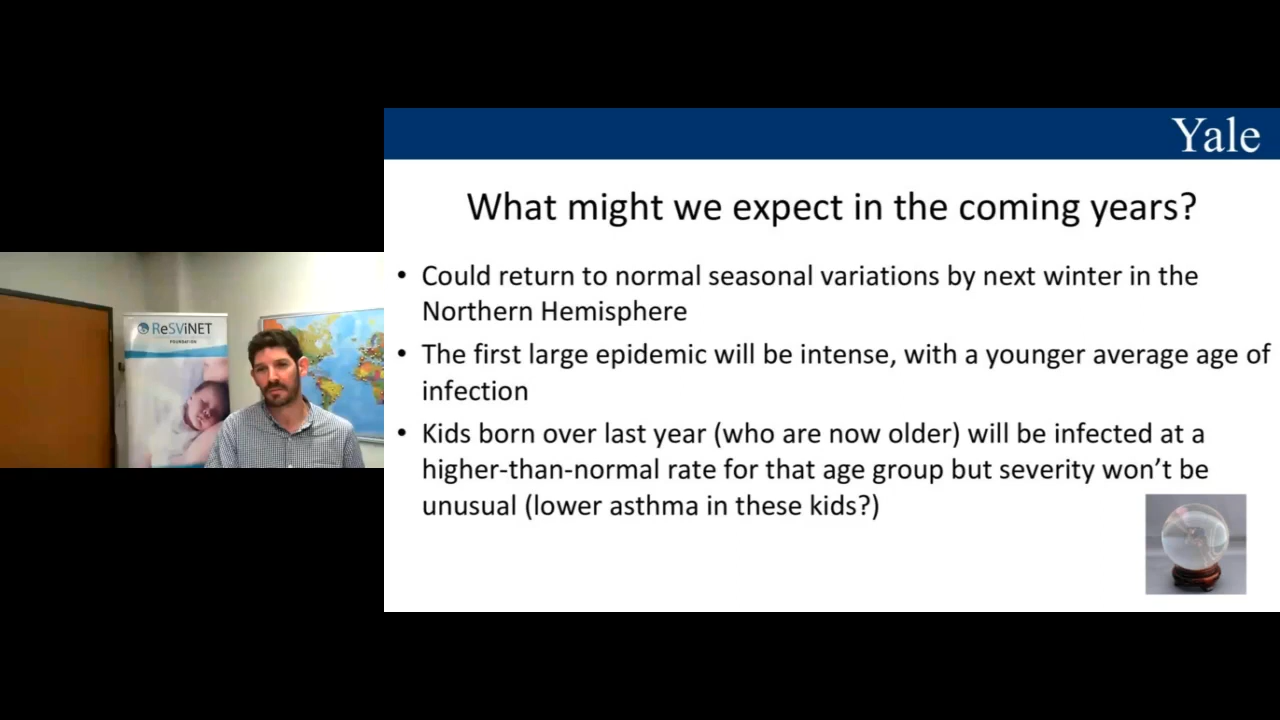 Yale
What might we expect in the coming years?
• Could return to normal seasonal variations by next winter in the
Northern Hemisphere
• The first large epidemic will be intense, with a younger average age of
infection
• Kids born over last year (who are now older) will be infected at a
higher-than-normal rate for that age group but severity won’t be
unusual (lower asthma in these kids?)
ReSViNET
FOUNDATION